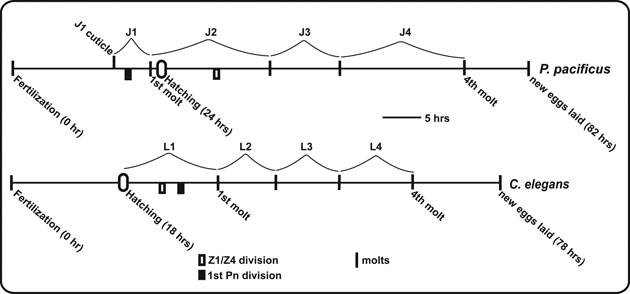 J1 J2 J3 J4
J1 cuticle
P. pacificus
Fertilization (0 hr)
1st molt
Hatching (24 hrs)
4th molt
new eggs laid (82 hrs)
5 hrs
L1 L2 L3 L4
C. elegans
Fertilization (0 hr)
Hatching (18 hrs)
1st molt
4th molt
new eggs laid (78 hrs)
Z1/Z4 division
molts
1st Pn division